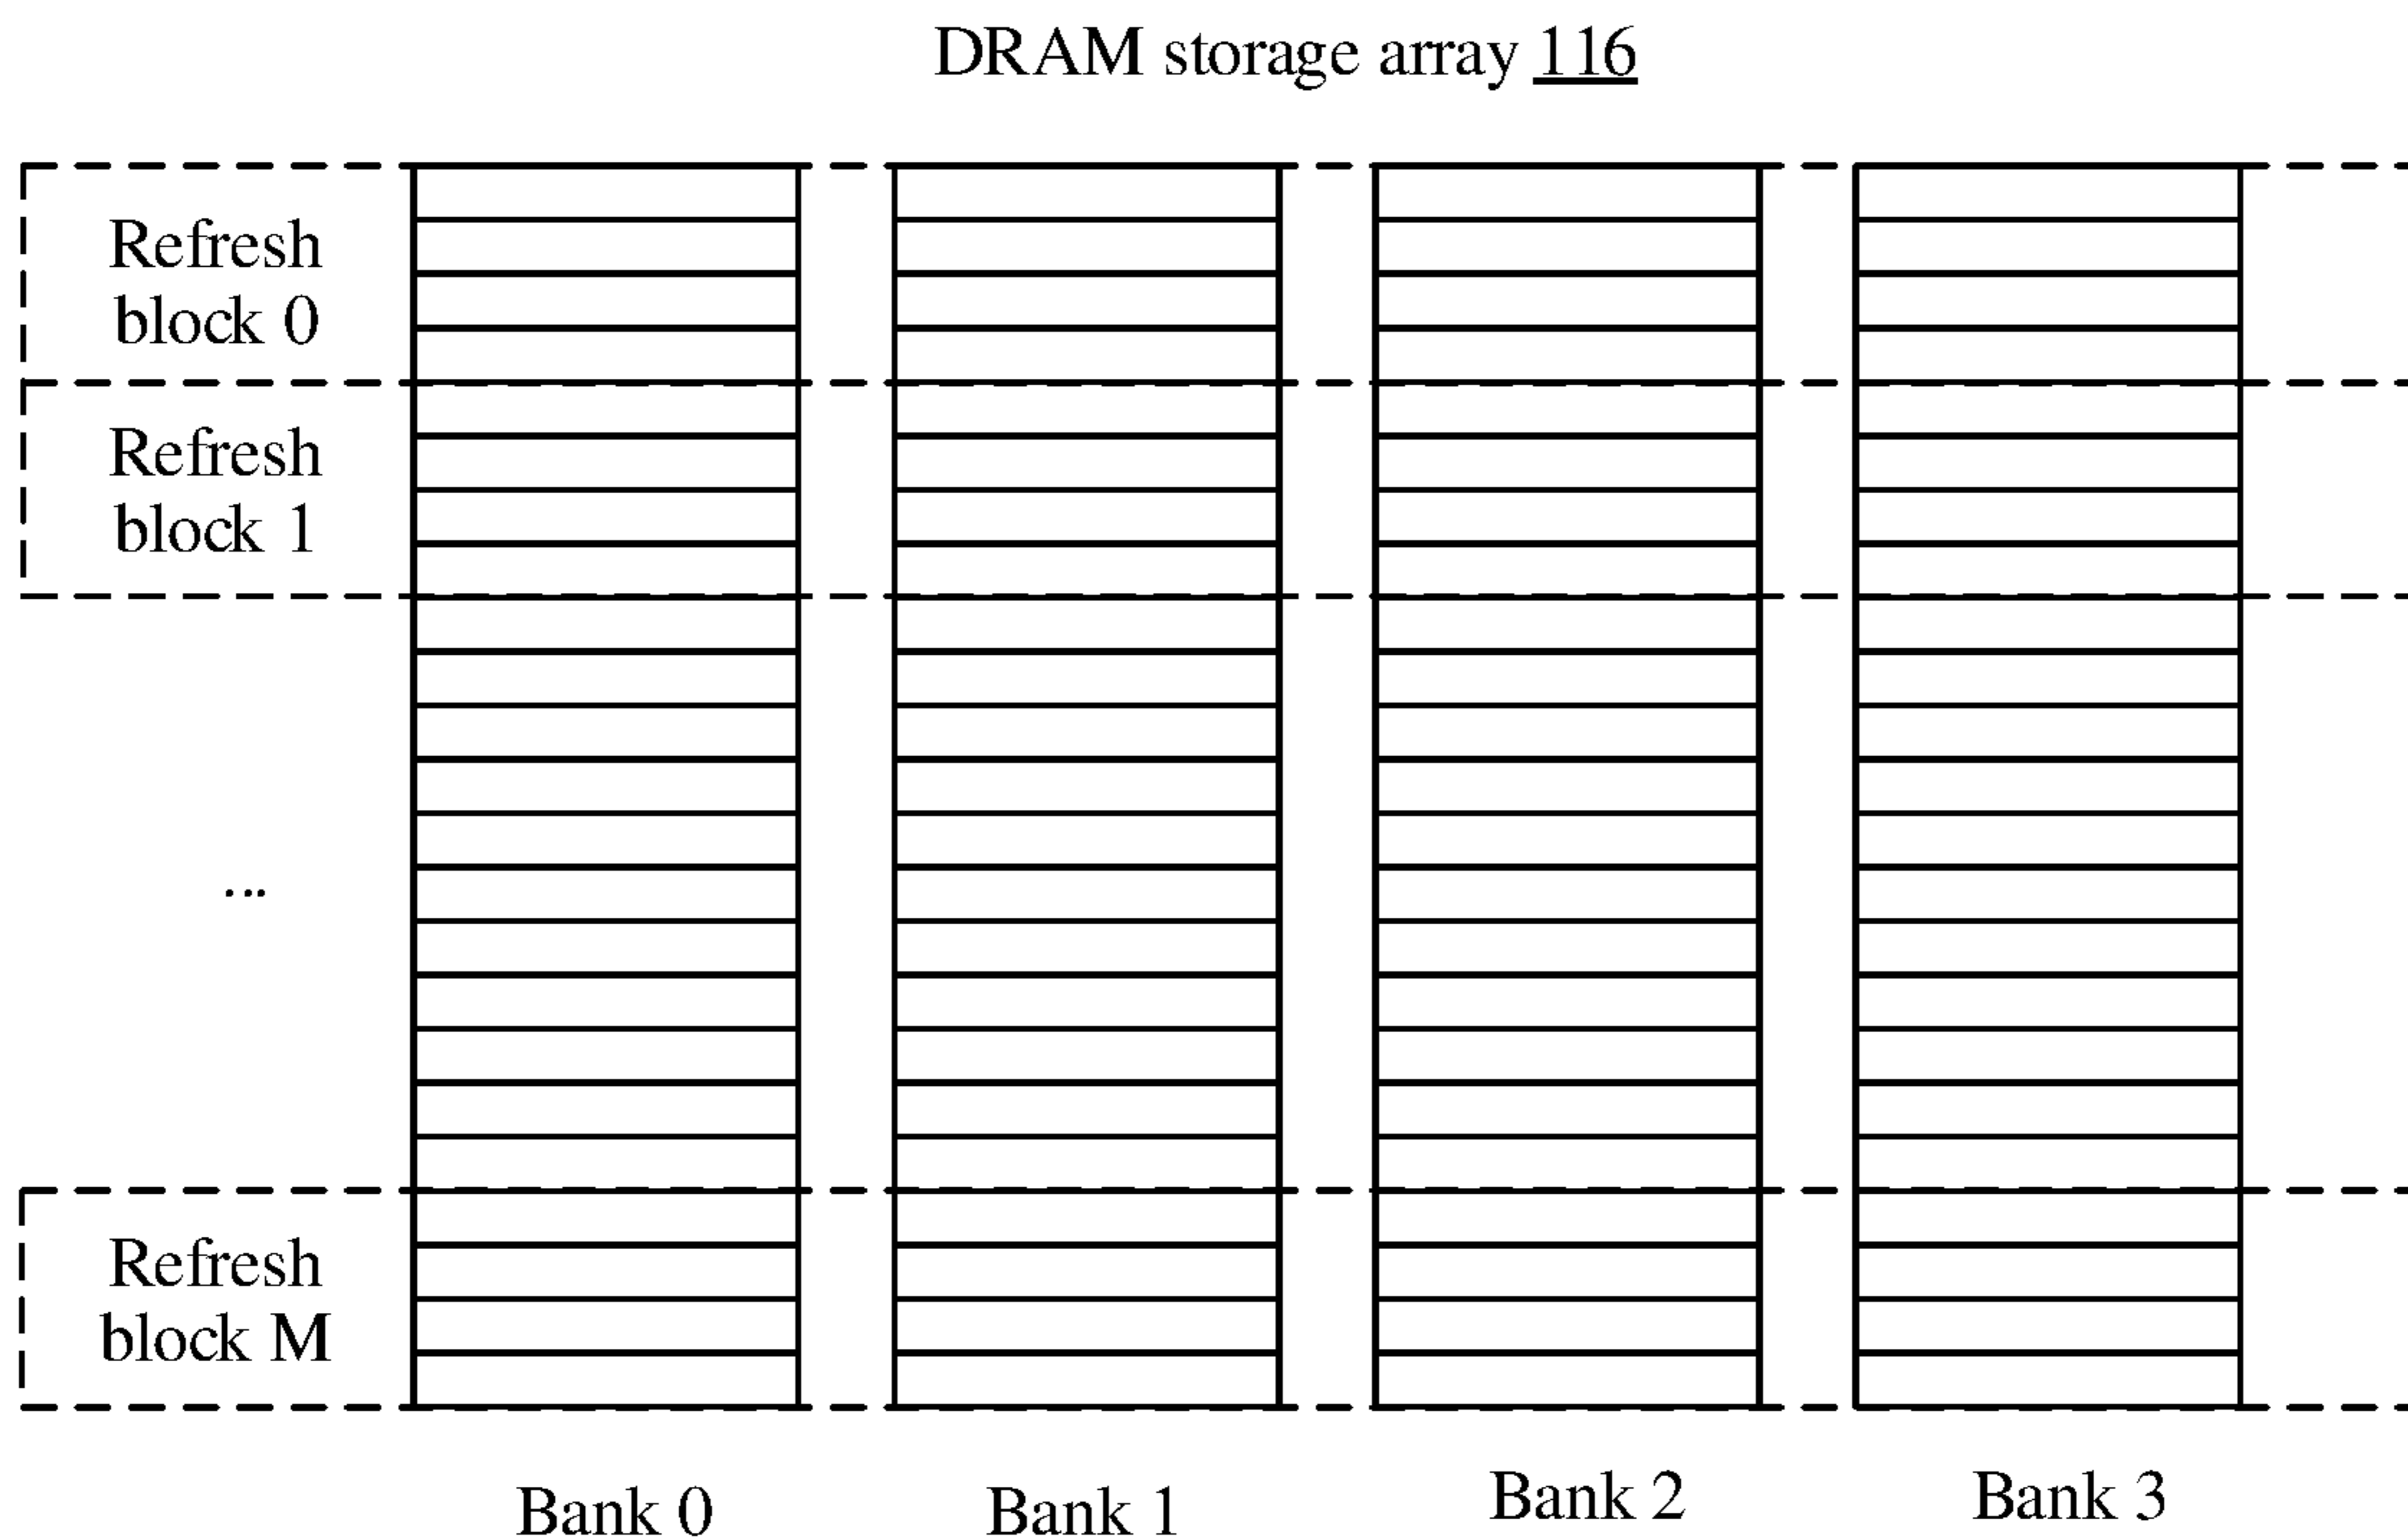 DRAM storage array 116
Refresh
block 0
Refresh
block 1
...
Refresh
block M
Bank 0
Bank 1
Bank 2
Bank 3